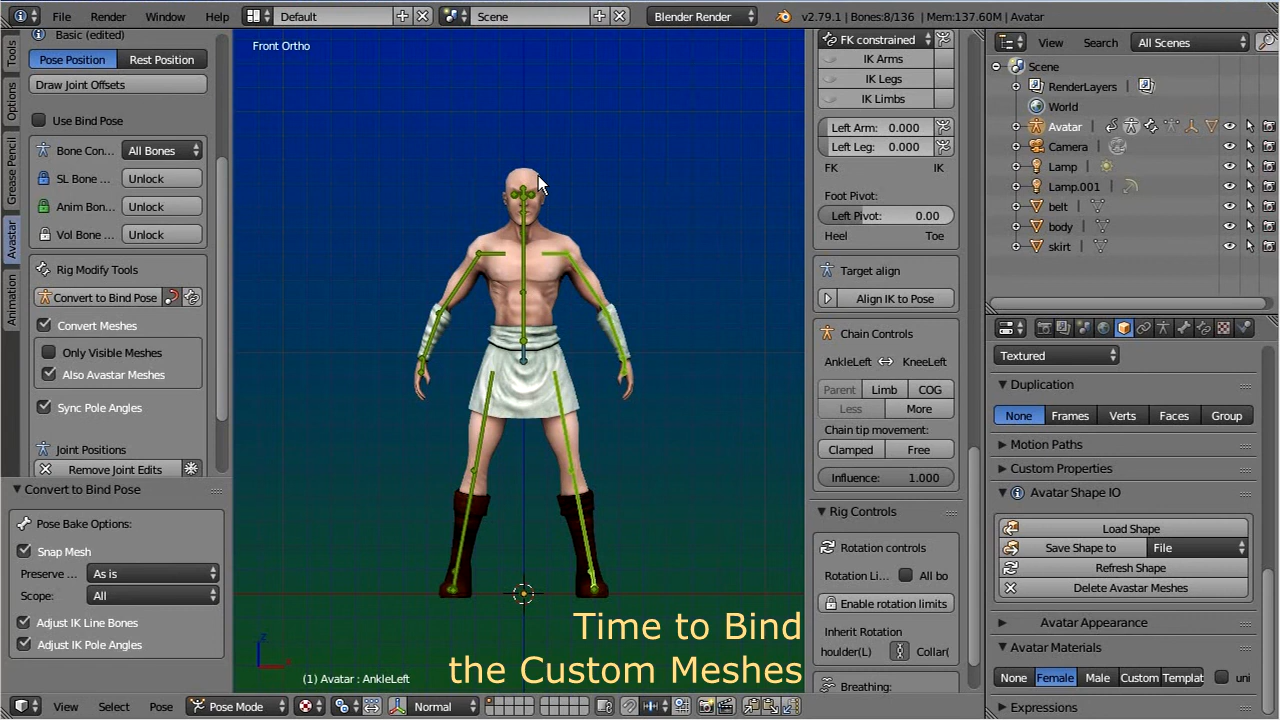 File Render Window Help Default Scene Blender Render v2.79.1 | Bones:8/136 | Mem:137.60M | Avatar
Tools
Options
Grease Pencil
Avastar
Animation
Basic (edited)
Pose Position Rest Position
Draw Joint Offsets
Use Bind Pose
Bone Con... All Bones
SL Bone ... Unlock
Anim Bon... Unlock
Vol Bone ... Unlock
Rig Modify Tools
Convert to Bind Pose
Convert Meshes
Only Visible Meshes
Also Avastar Meshes
Sync Pole Angles
Joint Positions
Remove Joint Edits
Convert to Bind Pose
Pose Bake Options:
Snap Mesh
Preserve ... As is
Scope: All
Adjust IK Line Bones
Adjust IK Pole Angles
Front Ortho
Time to Bind
the Custom Meshes
z
(1) Avatar : AnkleLeft
View Select Pose Pose Mode Normal
FK constrained
IK Arms
IK Legs
IK Limbs
Left Arm: 0.000
Left Leg: 0.000
FK IK
Foot Pivot:
Left Pivot: 0.00
Heel Toe
Target align
Align IK to Pose
Chain Controls
AnkleLeft KneeLeft
Parent Limb COG
Less More
Chain tip movement:
Clamped Free
Influence: 1.000
Rig Controls
Rotation controls
Rotation Li... All bo
Enable rotation limits
Inherit Rotation
houlder(L) Collar(
Breathing:
View Search All Scenes
Scene
RenderLayers
World
Avatar
Camera
Lamp
Lamp.001
belt
body
skirt
Textured
Duplication
None Frames Verts Faces Group
Motion Paths
Custom Properties
Avatar Shape IO
Load Shape
Save Shape to File
Refresh Shape
Delete Avastar Meshes
Avatar Appearance
Avatar Materials
None Female Male Custom Templat uni
Expressions